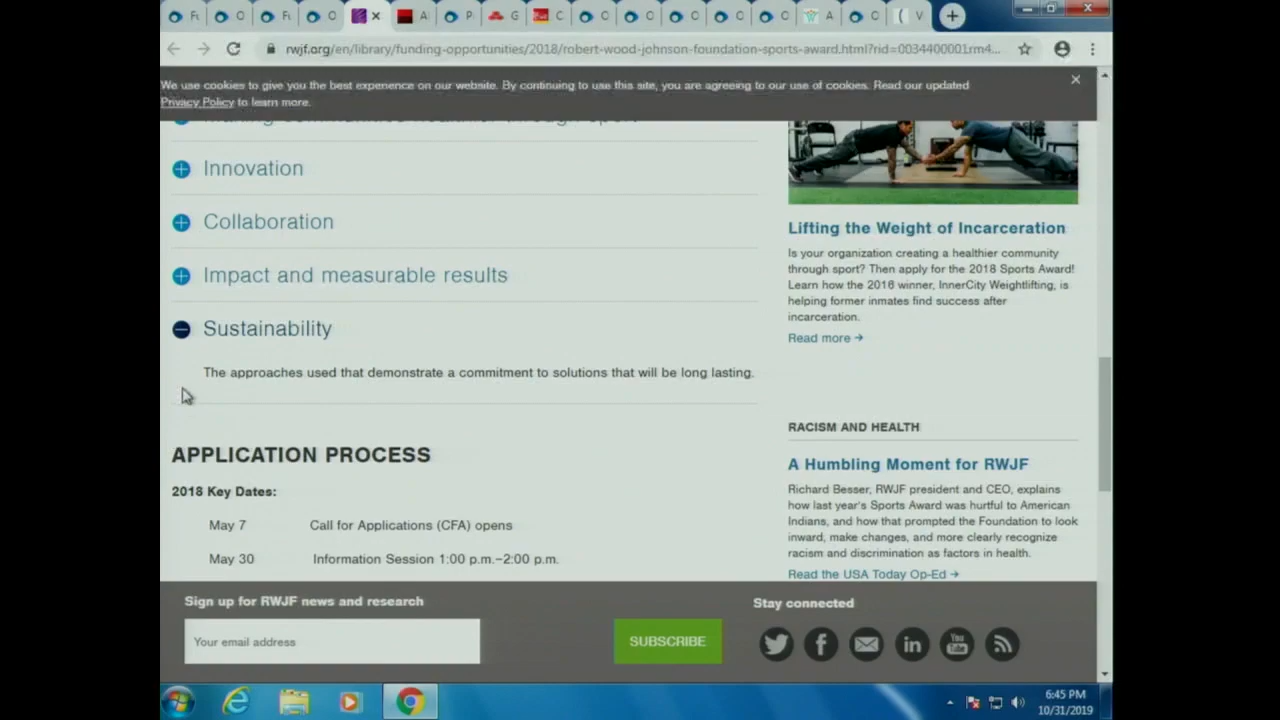 rwjf.org/en/library/funding-opportunities/2018/robert-wood-johnson-foundation-sports-award.html?rid=0034400001rm4...
We use cookies to give you the best experience on our website. By continuing to use this site, you are agreeing to our use of cookies. Read our updated
Privacy Policy to learn more.
Innovation
Collaboration
Impact and measurable results
Sustainability
The approaches used that demonstrate a commitment to solutions that will be long lasting.
APPLICATION PROCESS
2018 Key Dates:
May 7 Call for Applications (CFA) opens
May 30 Information Session 1:00 p.m.–2:00 p.m.
Lifting the Weight of Incarceration
Is your organization creating a healthier community
through sport? Then apply for the 2018 Sports Award!
Learn how the 2016 winner, InnerCity Weightlifting, is
helping former inmates find success after
incarceration.
Read more →
RACISM AND HEALTH
A Humbling Moment for RWJF
Richard Besser, RWJF president and CEO, explains
how last year's Sports Award was hurtful to American
Indians, and how that prompted the Foundation to look
inward, make changes, and more clearly recognize
racism and discrimination as factors in health.
Read the USA Today Op-Ed →
Sign up for RWJF news and research
Your email address
SUBSCRIBE
Stay connected
You
Tube
6:45 PM
10/31/2019